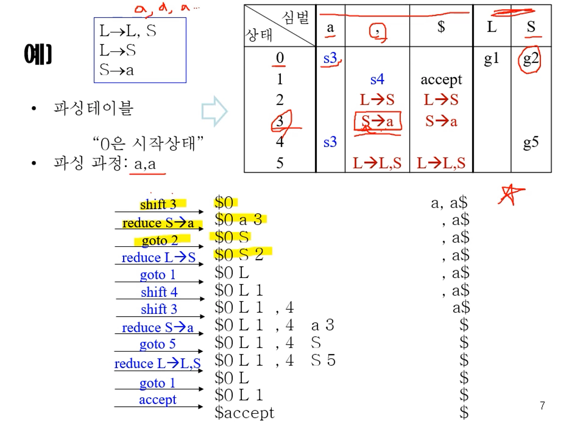 a, a, a...
L→L, S
L→S
S→a
예)
• 파싱테이블
"0은 시작상태"
• 파싱 과정: a,a
심벌
상태 a , $ L S
0 s3 g1 g2
1 s4 accept
2 L→S L→S
3 S→a S→a
4 s3 g5
5 L→L,S L→L,S
shift 3 $0 a, a$
reduce S→a $0 a 3 , a$
goto 2 $0 S , a$
reduce L→S $0 S 2 , a$
goto 1 $0 L , a$
shift 4 $0 L 1 , a$
shift 3 $0 L 1 , 4 a$
reduce S→a $0 L 1 , 4 a 3 $
goto 5 $0 L 1 , 4 S $
reduce L→L,S $0 L 1 , 4 S 5 $
goto 1 $0 L $
accept $0 L 1 $
$accept $
7